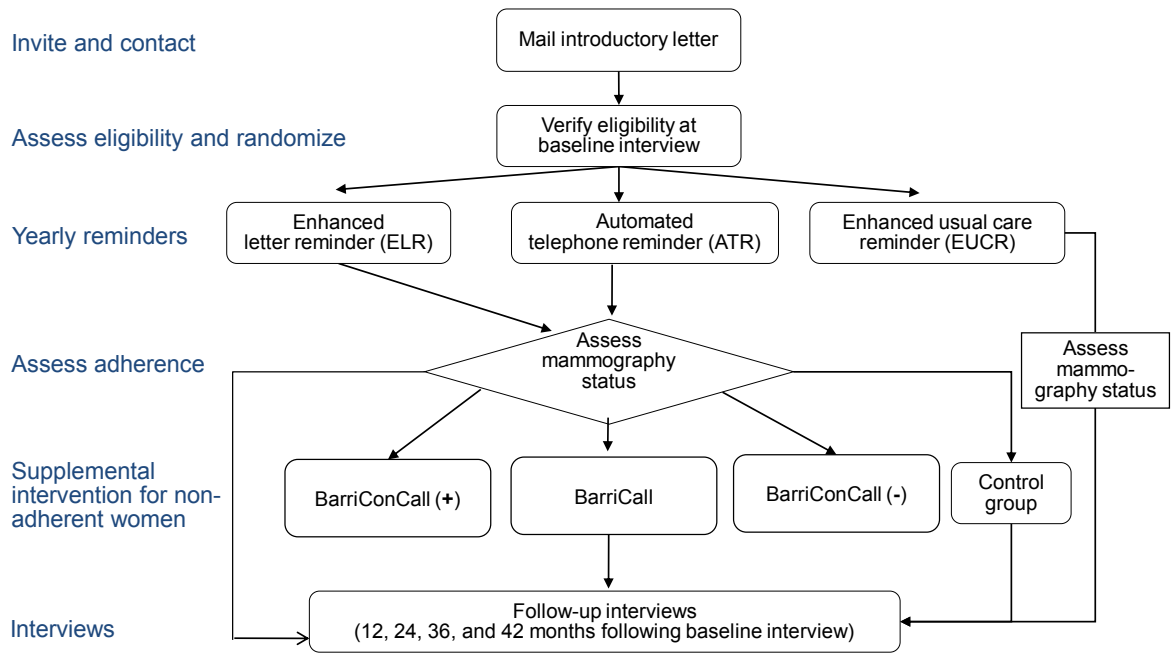 Invite and contact
Mail introductory letter
Assess eligibility and randomize
Verify eligibility at
baseline interview
Yearly reminders
Enhanced
letter reminder (ELR)
Automated
telephone reminder (ATR)
Enhanced usual care
reminder (EUCR)
Assess adherence
Assess
mammography
status
Assess
mammo-
graphy status
Supplemental
intervention for non-
adherent women
BarriConCall (+)
BarriCall
BarriConCall (-)
Control
group
Interviews
Follow-up interviews
(12, 24, 36, and 42 months following baseline interview)